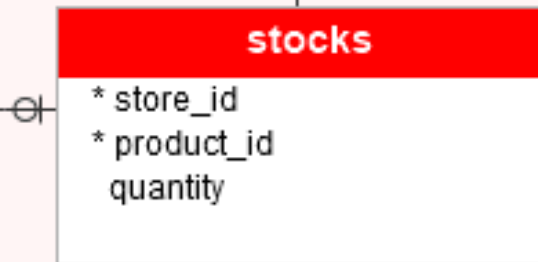 stocks
* store_id
* product_id
quantity